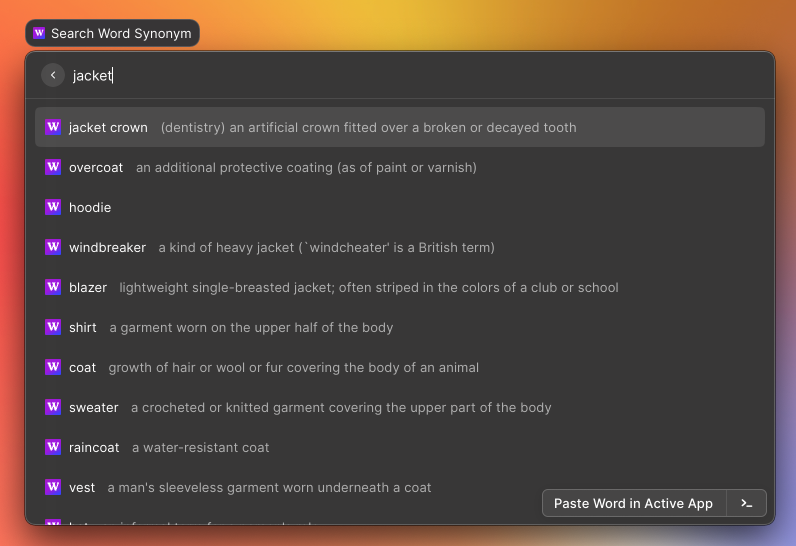 W Search Word Synonym
jacket
W jacket crown (dentistry) an artificial crown fitted over a broken or decayed tooth
W overcoat an additional protective coating (as of paint or varnish)
W hoodie
W windbreaker a kind of heavy jacket (`windcheater' is a British term)
W blazer lightweight single-breasted jacket; often striped in the colors of a club or school
W shirt a garment worn on the upper half of the body
W coat growth of hair or wool or fur covering the body of an animal
W sweater a crocheted or knitted garment covering the upper part of the body
W raincoat a water-resistant coat
W vest a man's sleeveless garment worn underneath a coat
Paste Word in Active App